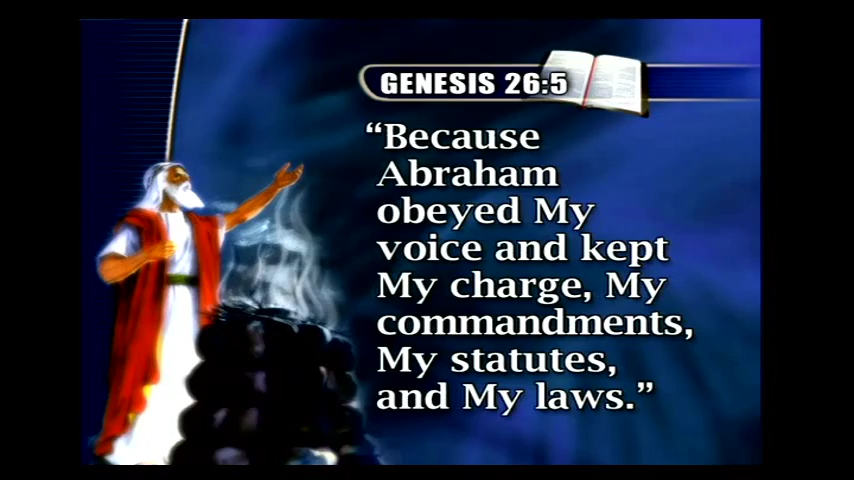 GENESIS 26:5
“Because
Abraham
obeyed My
voice and kept
My charge, My
commandments,
My statutes,
and My laws.”